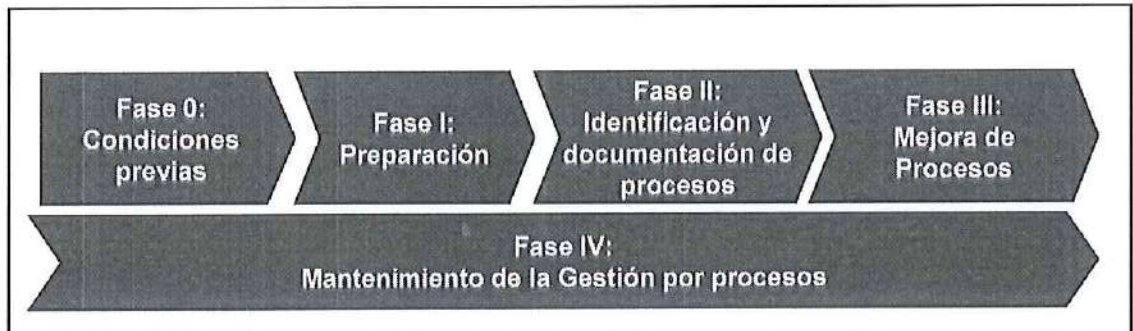 Fase 0:
Condiciones
previas
Fase I:
Preparación
Fase II:
Identificación y
documentación de
procesos
Fase III:
Mejora de
Procesos
Fase IV:
Mantenimiento de la Gestión por procesos